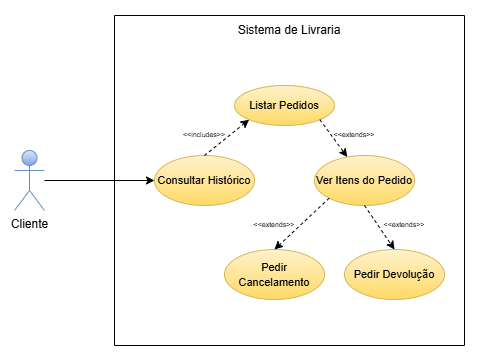 Sistema de Livraria
Listar Pedidos
<<includes>>
<<extends>>
Consultar Histórico
Ver Itens do Pedido
Cliente
<<extends>>
<<extends>>
Pedir
Cancelamento
Pedir Devolução